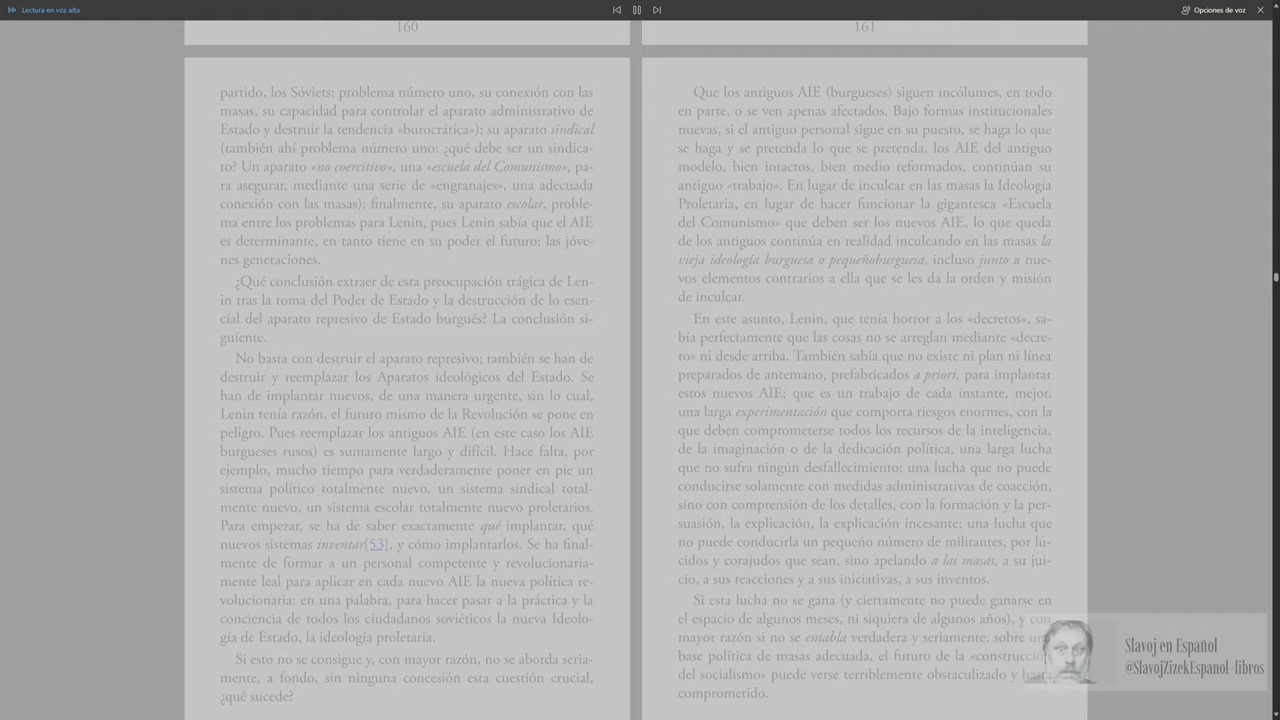 Lectura en voz alta
Opciones de voz
160
partido, los Sóviets: problema número uno, su conexión con las
masas, su capacidad para controlar el aparato administrativo de
Estado y destruir la tendencia «burocrática»); su aparato sindical
(también ahí problema número uno: ¿qué debe ser un sindica-
to? Un aparato «no coercitivo», una «escuela del Comunismo», pa-
ra asegurar, mediante una serie de «engranajes», una adecuada
conexión con las masas); finalmente, su aparato escolar, proble-
ma entre los problemas para Lenin, pues Lenin sabía que el AIE
es determinante, en tanto tiene en su poder el futuro: las jóve-
nes generaciones.
¿Qué conclusión extraer de esta preocupación trágica de Len-
in tras la toma del Poder de Estado y la destrucción de lo esen-
cial del aparato represivo de Estado burgués? La conclusión si-
guiente.
No basta con destruir el aparato represivo; también se han de
destruir y reemplazar los Aparatos ideológicos del Estado. Se
han de implantar nuevos, de una manera urgente, sin lo cual,
Lenin tenía razón, el futuro mismo de la Revolución se pone en
peligro. Pues reemplazar los antiguos AIE (en este caso los AIE
burgueses rusos) es sumamente largo y difícil. Hace falta, por
ejemplo, mucho tiempo para verdaderamente poner en pie un
sistema político totalmente nuevo, un sistema sindical total-
mente nuevo, un sistema escolar totalmente nuevo proletarios.
Para empezar, se ha de saber exactamente qué implantar, qué
nuevos sistemas inventar[53], y cómo implantarlos. Se ha final-
mente de formar a un personal competente y revolucionaria-
mente leal para aplicar en cada nuevo AIE la nueva política re-
volucionaria; en una palabra, para hacer pasar a la práctica y la
conciencia de todos los ciudadanos soviéticos la nueva Ideolo-
gía de Estado, la ideología proletaria.
Si esto no se consigue y, con mayor razón, no se aborda seria-
mente, a fondo, sin ninguna concesión esta cuestión crucial,
¿qué sucede?
161
Que los antiguos AIE (burgueses) siguen incólumes, en todo
en parte, o se ven apenas afectados. Bajo formas institucionales
nuevas, si el antiguo personal sigue en su puesto, se haga lo que
se haga y se pretenda lo que se pretenda, los AIE del antiguo
modelo, bien intactos, bien medio reformados, continúan su
antiguo «trabajo». En lugar de inculcar en las masas la Ideología
Proletaria, en lugar de hacer funcionar la gigantesca «Escuela
del Comunismo» que deben ser los nuevos AIE, lo que queda
de los antiguos continúa en realidad inculcando en las masas la
vieja ideología burguesa o pequeñoburguesa, incluso junto a nue-
vos elementos contrarios a ella que se les da la orden y misión
de inculcar.
En este asunto, Lenin, que tenía horror a los «decretos», sa-
bía perfectamente que las cosas no se arreglan mediante «decre-
to» ni desde arriba. También sabía que no existe ni plan ni línea
preparados de antemano, prefabricados a priori, para implantar
estos nuevos AIE; que es un trabajo de cada instante, mejor,
una larga experimentación que comporta riesgos enormes, con la
que deben comprometerse todos los recursos de la inteligencia,
de la imaginación o de la dedicación política, una larga lucha
que no sufra ningún desfallecimiento; una lucha que no puede
conducirse solamente con medidas administrativas de coacción,
sino con comprensión de los detalles, con la formación y la per-
suasión, la explicación, la explicación incesante; una lucha que
no puede conducirla un pequeño número de militantes, por lú-
cidos y corajudos que sean, sino apelando a las masas, a su jui-
cio, a sus reacciones y a sus iniciativas, a sus inventos.
Si esta lucha no se gana (y ciertamente no puede ganarse en
el espacio de algunos meses, ni siquiera de algunos años), y con
mayor razón si no se entabla verdadera y seriamente, sobre una
base política de masas adecuada, el futuro de la «construcción
del socialismo» puede verse terriblemente obstaculizado y hasta
comprometido.
Slavoj en Español
@SlavojZizekEspanol-libros